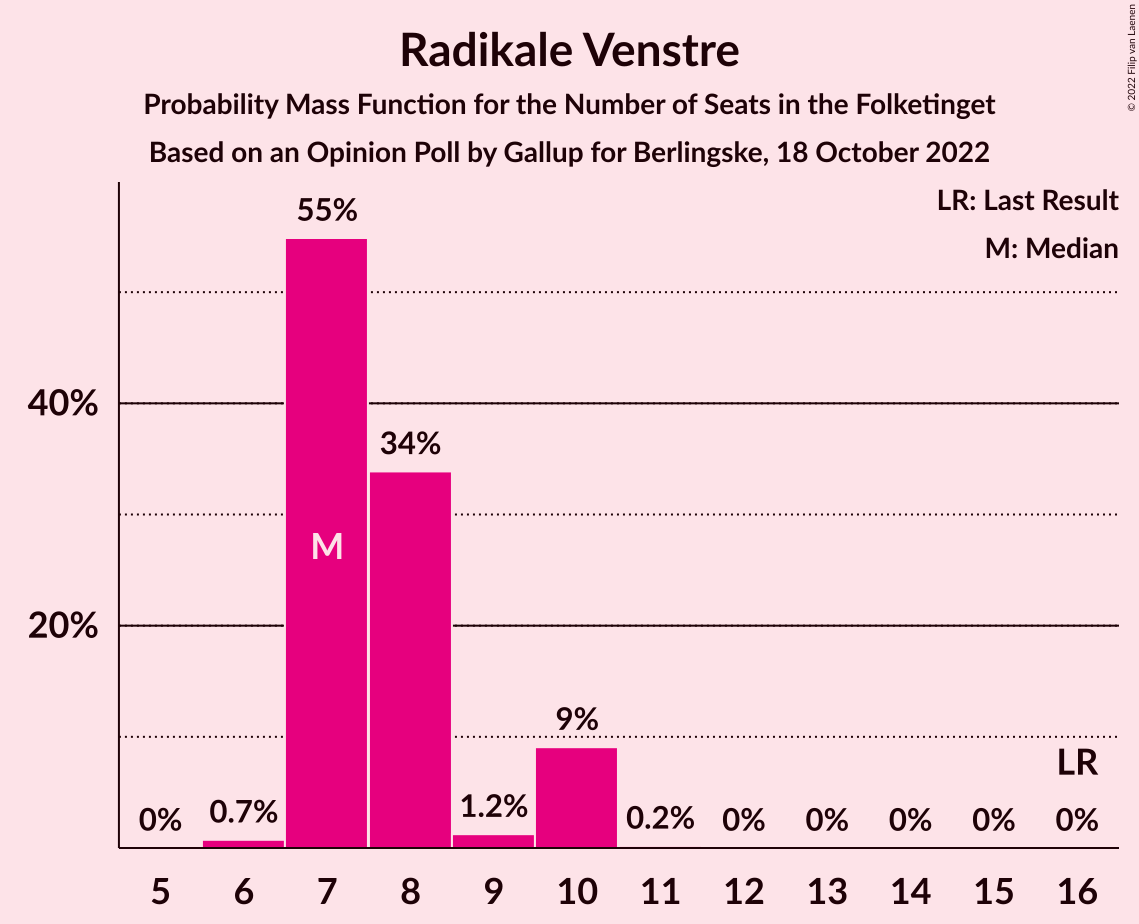 Radikale Venstre
Probability Mass Function for the Number of Seats in the Folketinget
Based on an Opinion Poll by Gallup for Berlingske, 18 October 2022
© 2022 Filip van Laenen
LR: Last Result
M: Median
55%
40%
34%
M
20%
9%
LR
0% 0.7% 1.2% 0.2% 0% 0% 0% 0% 0%
5 6 7 8 9 10 11 12 13 14 15 16